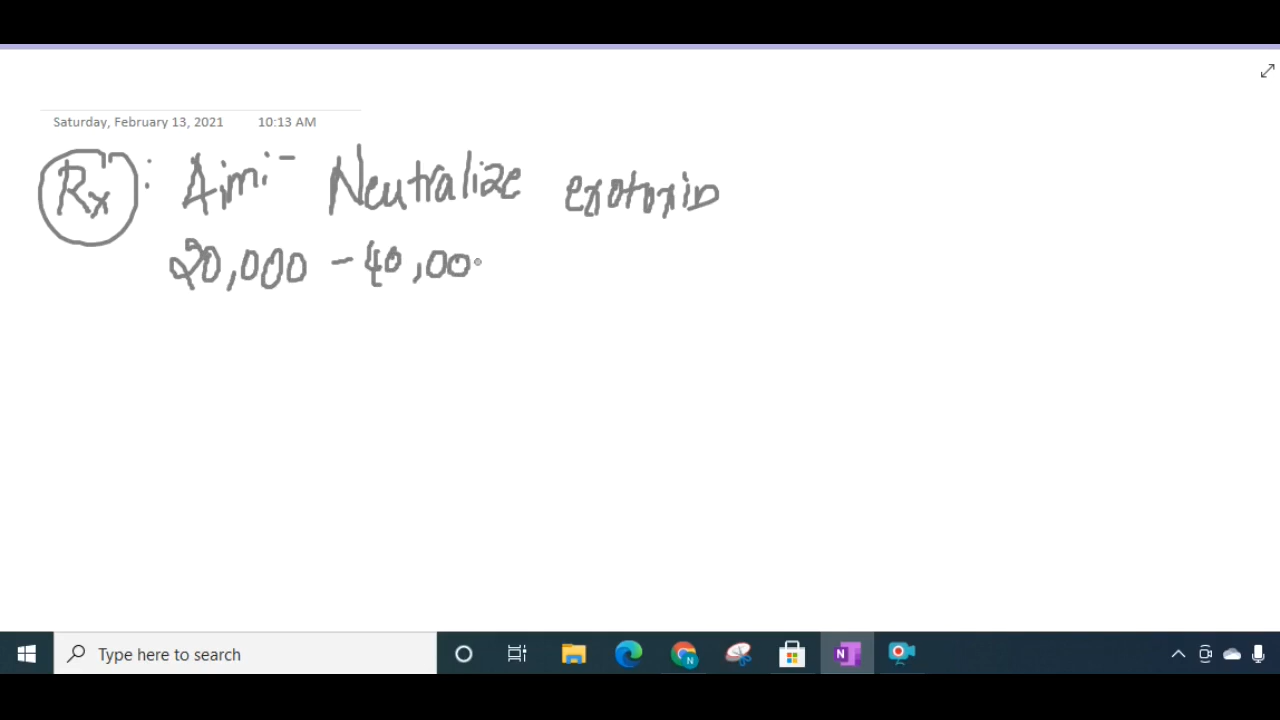 Saturday, February 13, 2021 10:13 AM
Rx : Aim:- Neutralize exotoxin
20,000 - 40,00
Type here to search